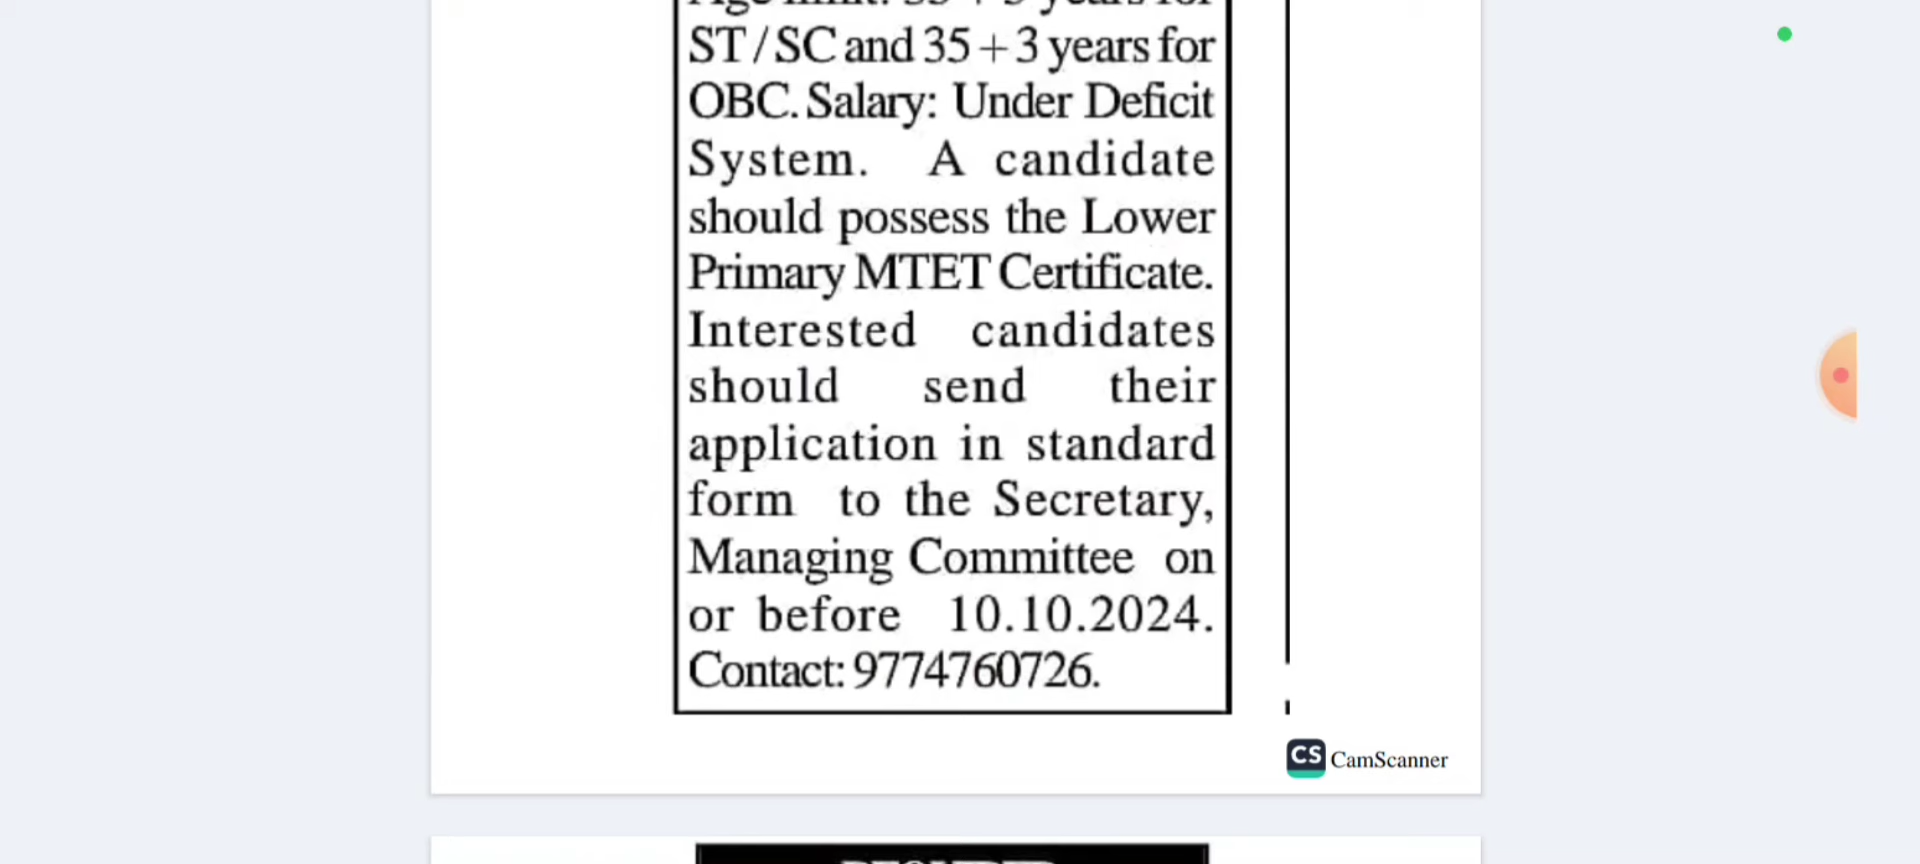 ST/SC and 35+3 years for
OBC. Salary: Under Deficit
System. A candidate
should possess the Lower
Primary MTET Certificate.
Interested candidates
should send their
application in standard
form to the Secretary,
Managing Committee on
or before 10.10.2024.
Contact: 9774760726.
CS CamScanner